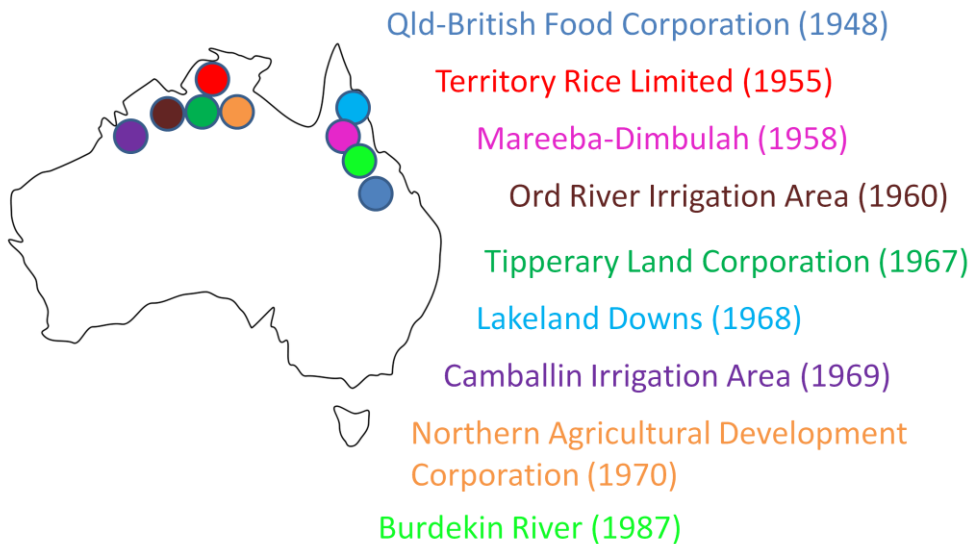 Qld-British Food Corporation (1948)
Territory Rice Limited (1955)
Mareeba-Dimbulah (1958)
Ord River Irrigation Area (1960)
Tipperary Land Corporation (1967)
Lakeland Downs (1968)
Camballin Irrigation Area (1969)
Northern Agricultural Development
Corporation (1970)
Burdekin River (1987)